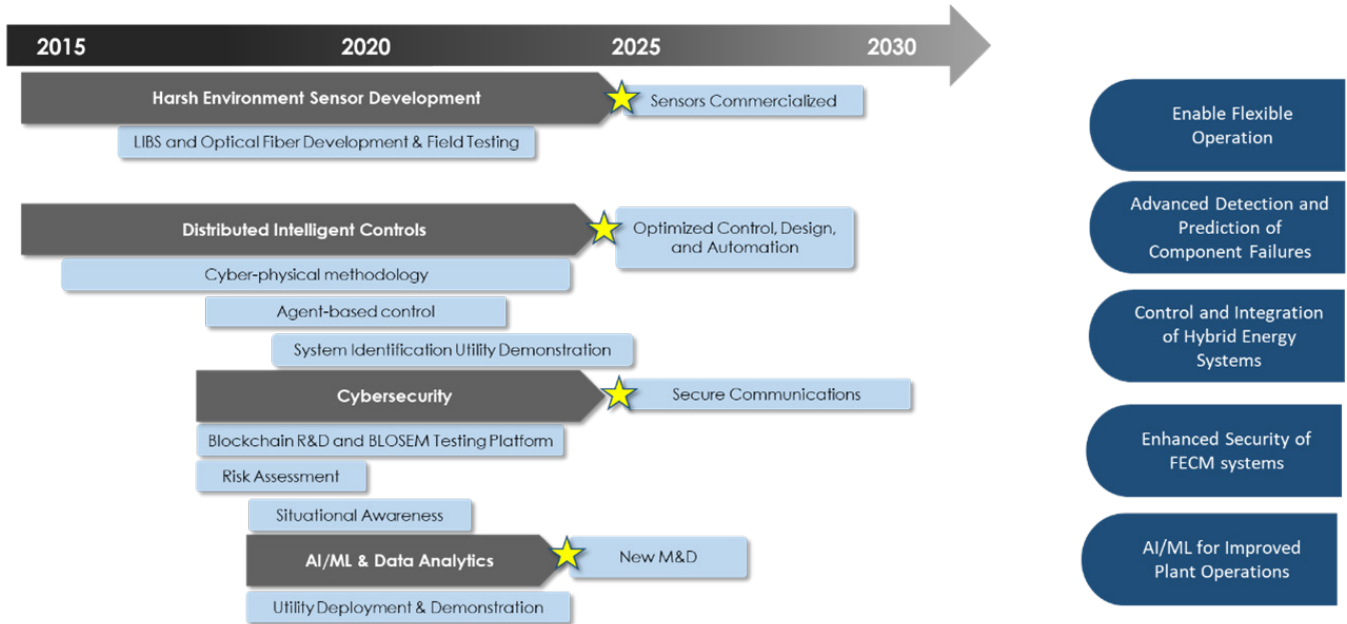 2015 2020 2025 2030
Harsh Environment Sensor Development
Sensors Commercialized
LIBS and Optical Fiber Development & Field Testing
Distributed Intelligent Controls
Optimized Control, Design,
and Automation
Cyber-physical methodology
Agent-based control
System Identification Utility Demonstration
Cybersecurity
Secure Communications
Blockchain R&D and BLOSEM Testing Platform
Risk Assessment
Situational Awareness
AI/ML & Data Analytics
New M&D
Utility Deployment & Demonstration
Enable Flexible
Operation
Advanced Detection and
Prediction of
Component Failures
Control and Integration
of Hybrid Energy
Systems
Enhanced Security of
FECM systems
AI/ML for Improved
Plant Operations